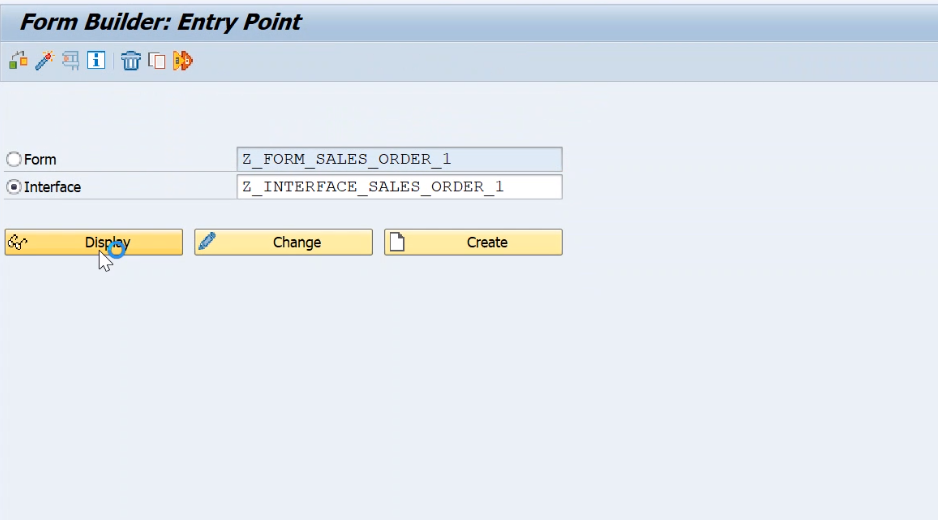 Form Builder: Entry Point
Form Z_FORM_SALES_ORDER_1
Interface Z_INTERFACE_SALES_ORDER_1
Display Change Create